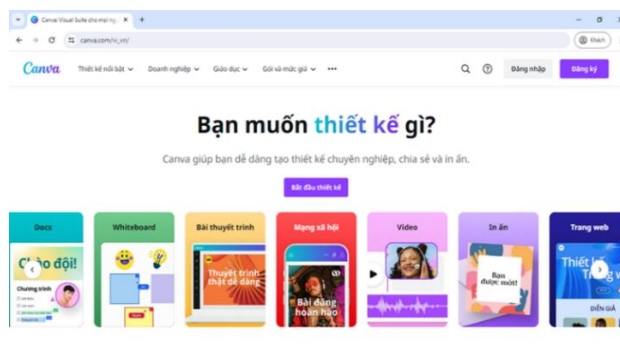 Canva: Visual Suite cho mọi ng...
canva.com/vi_vn/
Khách
Canva
Thiết kế nổi bật
Doanh nghiệp
Giáo dục
Gói và mức giá
Đăng nhập
Đăng ký
Bạn muốn thiết kế gì?
Canva giúp bạn dễ dàng tạo thiết kế chuyên nghiệp, chia sẻ và in ấn.
Bắt đầu thiết kế
Docs
Whiteboard
Bài thuyết trình
Mạng xã hội
Video
In ấn
Trang web
Chào đội!
Chương trình
Thuyết trình
thật dễ dàng
Bài đăng
hoàn hảo
Bạn
được mời!
Thiết kế
Trang w
DIỄN GIẢ